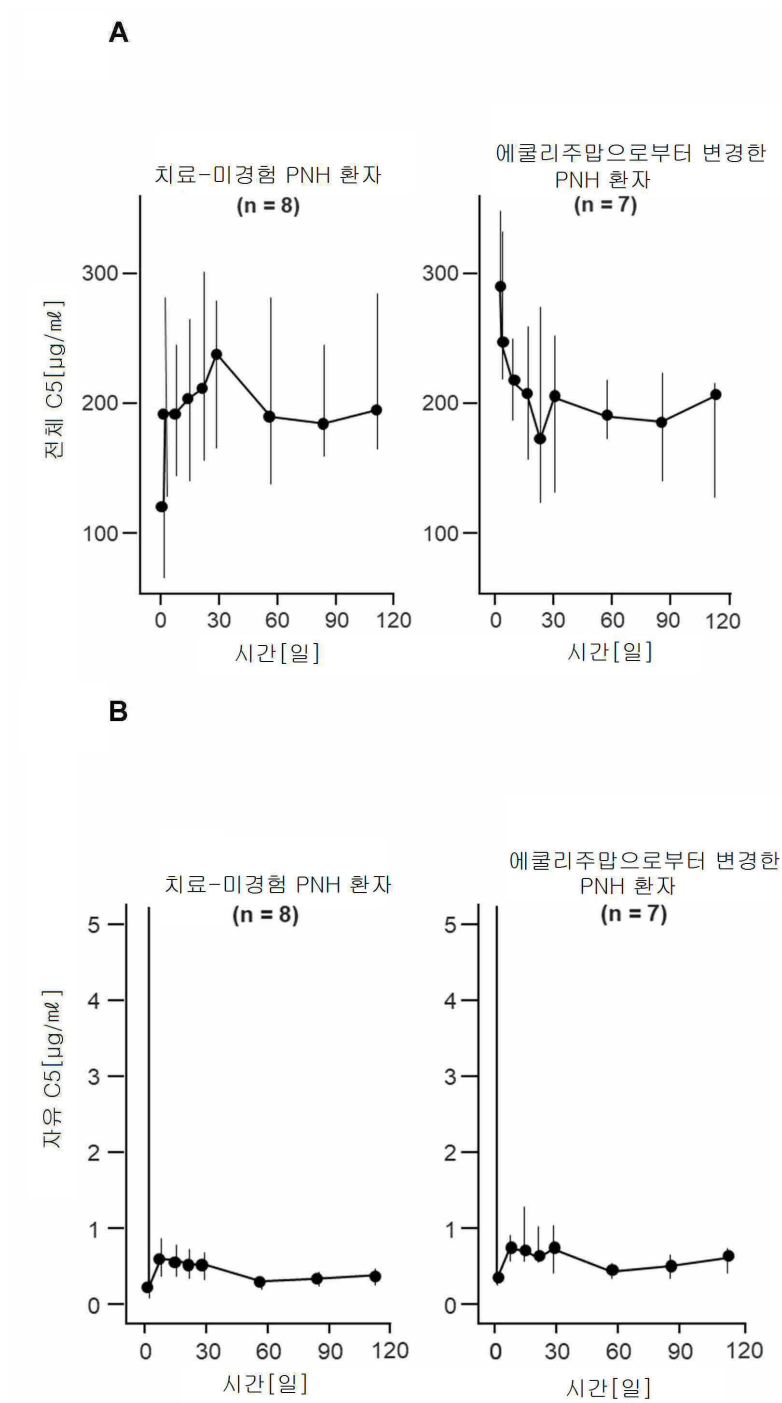 A
치료-미경험 PNH 환자
(n = 8)
전체 C5[μg/㎖]
300
200
100
0 30 60 90 120
시간[일]
에쿨리주맙으로부터 변경한
PNH 환자
(n = 7)
300
200
100
0 30 60 90 120
시간[일]
B
치료-미경험 PNH 환자
(n = 8)
자유 C5[μg/㎖]
5
4
3
2
1
0
0 30 60 90 120
시간[일]
에쿨리주맙으로부터 변경한
PNH 환자
(n = 7)
5
4
3
2
1
0
0 30 60 90 120
시간[일]